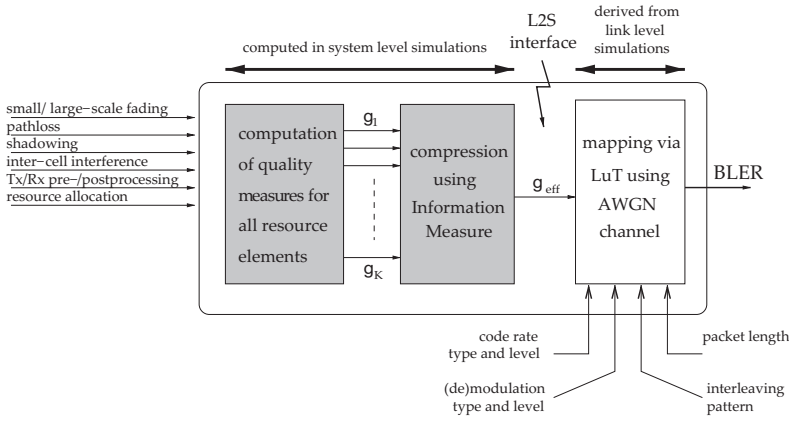 computed in system level simulations
L2S
interface
derived from
link level
simulations
small/ large−scale fading
pathloss
shadowing
inter−cell interference
Tx/Rx pre−/postprocessing
resource allocation
computation
of quality
measures for
all resource
elements
g1
gK
compression
using
Information
Measure
geff
mapping via
LuT using
AWGN
channel
BLER
code rate
type and level
(de)modulation
type and level
packet length
interleaving
pattern